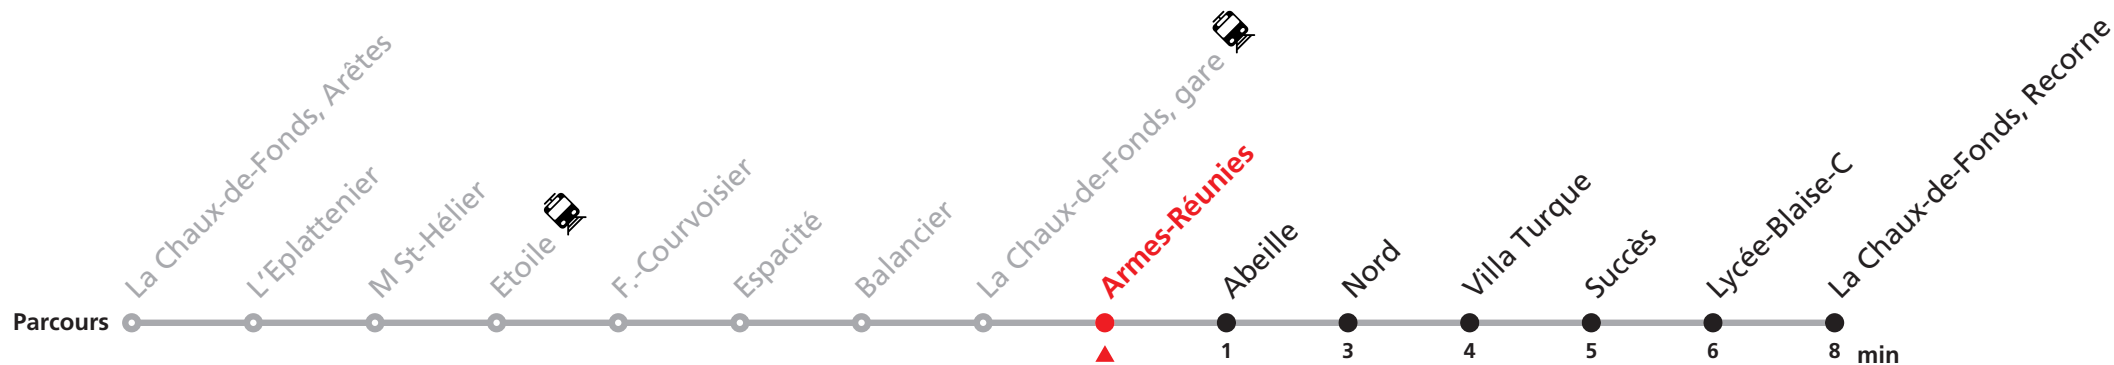 La Chaux-de-Fonds, Arêtes
L'Eplattenier
M St-Hélier
Etoile
F.-Courvoisier
Espacité
Balancier
La Chaux-de-Fonds, gare
Armes-Réunies
Abeille
Nord
Villa Turque
Succès
Lycée-Blaise-C
La Chaux-de-Fonds, Recorne
Parcours
1 3 4 5 6 8 min